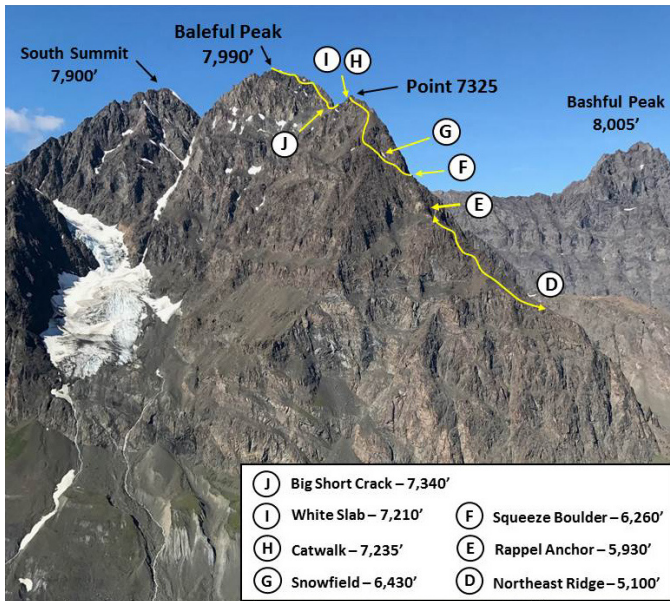 Baleful Peak
7,990’
South Summit
7,900’
I
H
Point 7325
Bashful Peak
8,005’
J
G
F
E
D
J Big Short Crack – 7,340’
I White Slab – 7,210’
F Squeeze Boulder – 6,260’
H Catwalk – 7,235’
E Rappel Anchor – 5,930’
G Snowfield – 6,430’
D Northeast Ridge – 5,100’